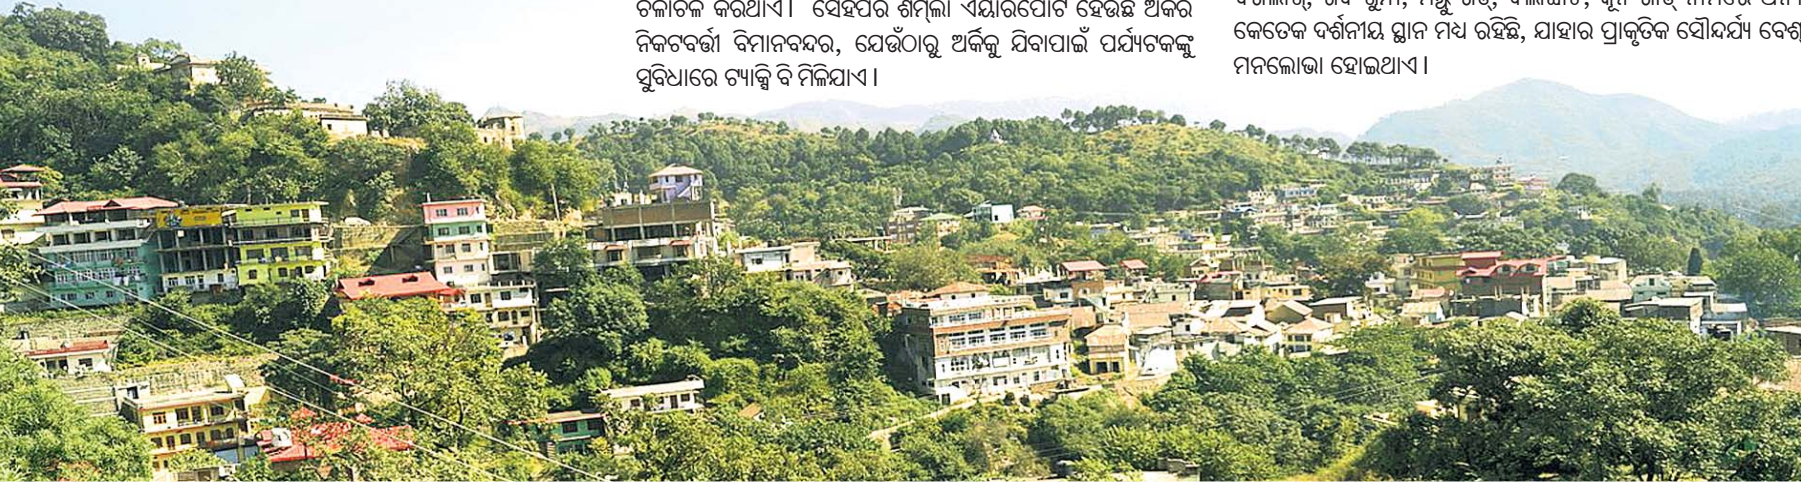 ଚଳାଚଳ କରିଥାଏ। ସେହିପରି ଶିମ୍‌ଲା ଏୟାରପୋର୍ଟ ହେଉଛି ଅର୍କିର
ନିକଟବର୍ତ୍ତୀ ବିମାନବନ୍ଦର, ଯେଉଁଠାରୁ ଅର୍କିକୁ ଯିବାପାଇଁ ପର୍ଯ୍ୟଟକଙ୍କୁ
ସୁବିଧାରେ ଟ୍ୟାକ୍ସି ବି ମିଳିଯାଏ।
କେତେକ ଦର୍ଶନୀୟ ସ୍ଥାନ ମଧ୍ୟ ରହିଛି, ଯାହାର ପ୍ରାକୃତିକ ସୌନ୍ଦର୍ଯ୍ୟ ବେଶ୍
ମନଲୋଭା ହୋଇଥାଏ।